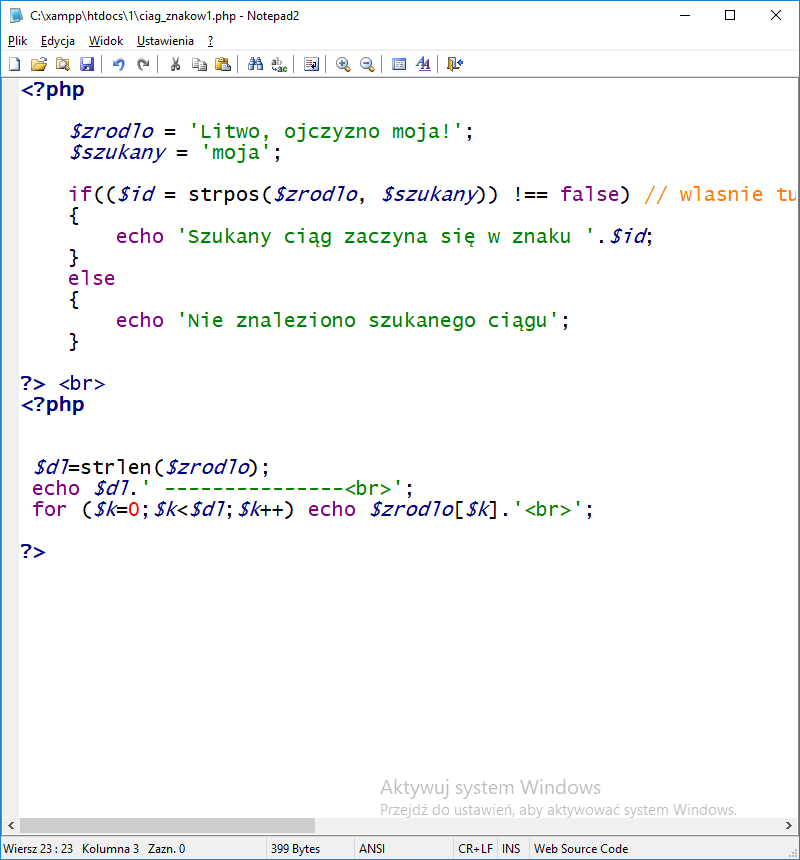 C:\xampp\htdocs\1\ciag_znakow1.php - Notepad2
Plik Edycja Widok Ustawienia ?
<?php
$zrodlo = 'Litwo, ojczyzno moja!';
$szukany = 'moja';
if(($id = strpos($zrodlo, $szukany)) !== false) // wlasnie tu
{
echo 'Szukany ciąg zaczyna się w znaku '.$id;
}
else
{
echo 'Nie znaleziono szukanego ciągu';
}
?> <br>
<?php
$dl=strlen($zrodlo);
echo $dl.' ---------------<br>';
for ($k=0;$k<$dl;$k++) echo $zrodlo[$k].'<br>';
?>
Aktywuj system Windows
Przejdź do ustawień, aby aktywować system Windows.
Wiersz 23 : 23 Kolumna 3 Zazn. 0 399 Bytes ANSI CR+LF INS Web Source Code